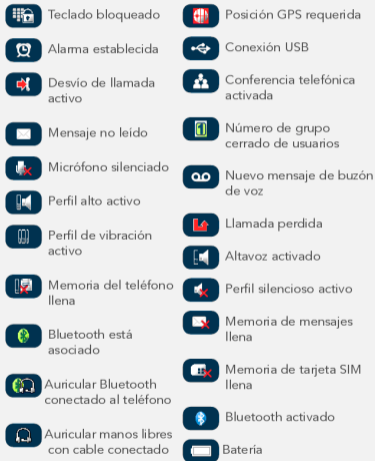 Teclado bloqueado
Alarma establecida
Desvío de llamada
activo
Mensaje no leído
Micrófono silenciado
Perfil alto activo
Perfil de vibración
activo
Memoria del teléfono
llena
Bluetooth está
asociado
Auricular Bluetooth
conectado al teléfono
Auricular manos libres
con cable conectado
Posición GPS requerida
Conexión USB
Conferencia telefónica
activada
1
Número de grupo
cerrado de usuarios
Nuevo mensaje de buzón
de voz
Llamada perdida
Altavoz activado
Perfil silencioso activo
Memoria de mensajes
llena
Memoria de tarjeta SIM
llena
Bluetooth activado
Batería